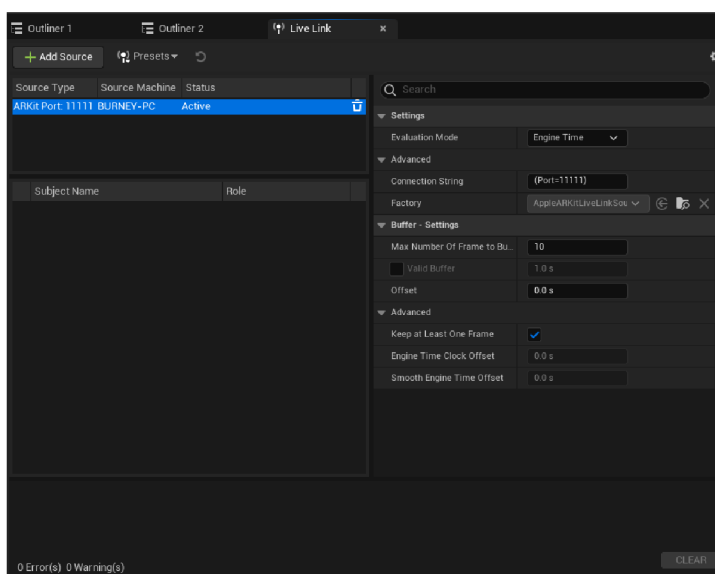 Outliner 1 Outliner 2 Live Link
Add Source Presets
Source Type Source Machine Status
ARKit Port: 11111 BURNEY-PC Active
Subject Name Role
Search
Settings
Evaluation Mode Engine Time
Advanced
Connection String (Port=11111)
Factory AppleARKitLiveLinkSou
Buffer - Settings
Max Number Of Frame to Bu... 10
Valid Buffer 1.0 s
Offset 0.0 s
Advanced
Keep at Least One Frame
Engine Time Clock Offset 0.0 s
Smooth Engine Time Offset 0.0 s
0 Error(s) 0 Warning(s)
CLEAR